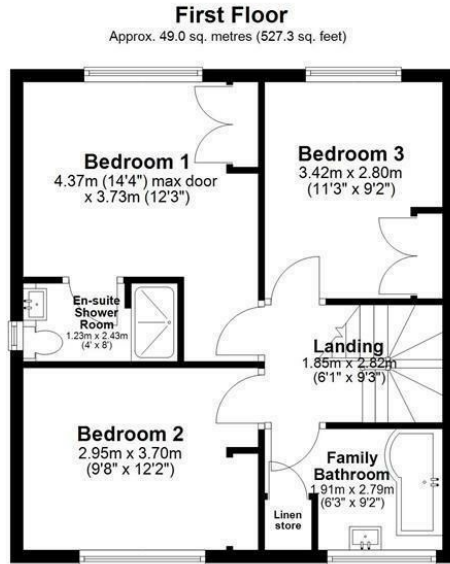 First Floor
Approx. 49.0 sq. metres (527.3 sq. feet)
Bedroom 1
4.37m (14'4") max door
x 3.73m (12'3")
Bedroom 3
3.42m x 2.80m
(11'3" x 9'2")
En-suite
Shower
Room
1.23m x 2.43m
(4' x 8')
Landing
1.85m x 2.82m
(6'1" x 9'3")
Bedroom 2
2.95m x 3.70m
(9'8" x 12'2")
Family
Bathroom
1.91m x 2.79m
(6'3" x 9'2")
Linen
store